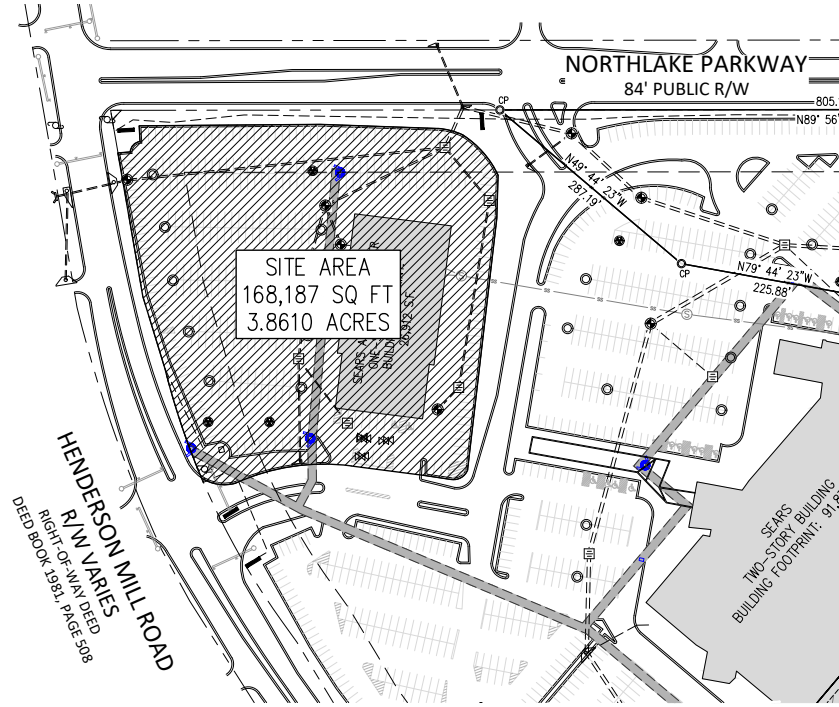 NORTHLAKE PARKWAY
84' PUBLIC R/W
CP
805.
N89° 56'
N49° 44' 23"W
287.19'
CP
N79° 44' 23"W
225.88'
SITE AREA
168,187 SQ FT
3.8610 ACRES
SEARS A
ONE-
BUILD
S.F.
S
S
HENDERSON MILL ROAD
R/W VARIES
RIGHT-OF-WAY DEED
DEED BOOK 1981, PAGE 508
SEARS
TWO-STORY BUILDING
BUILDING FOOTPRINT: 91,8